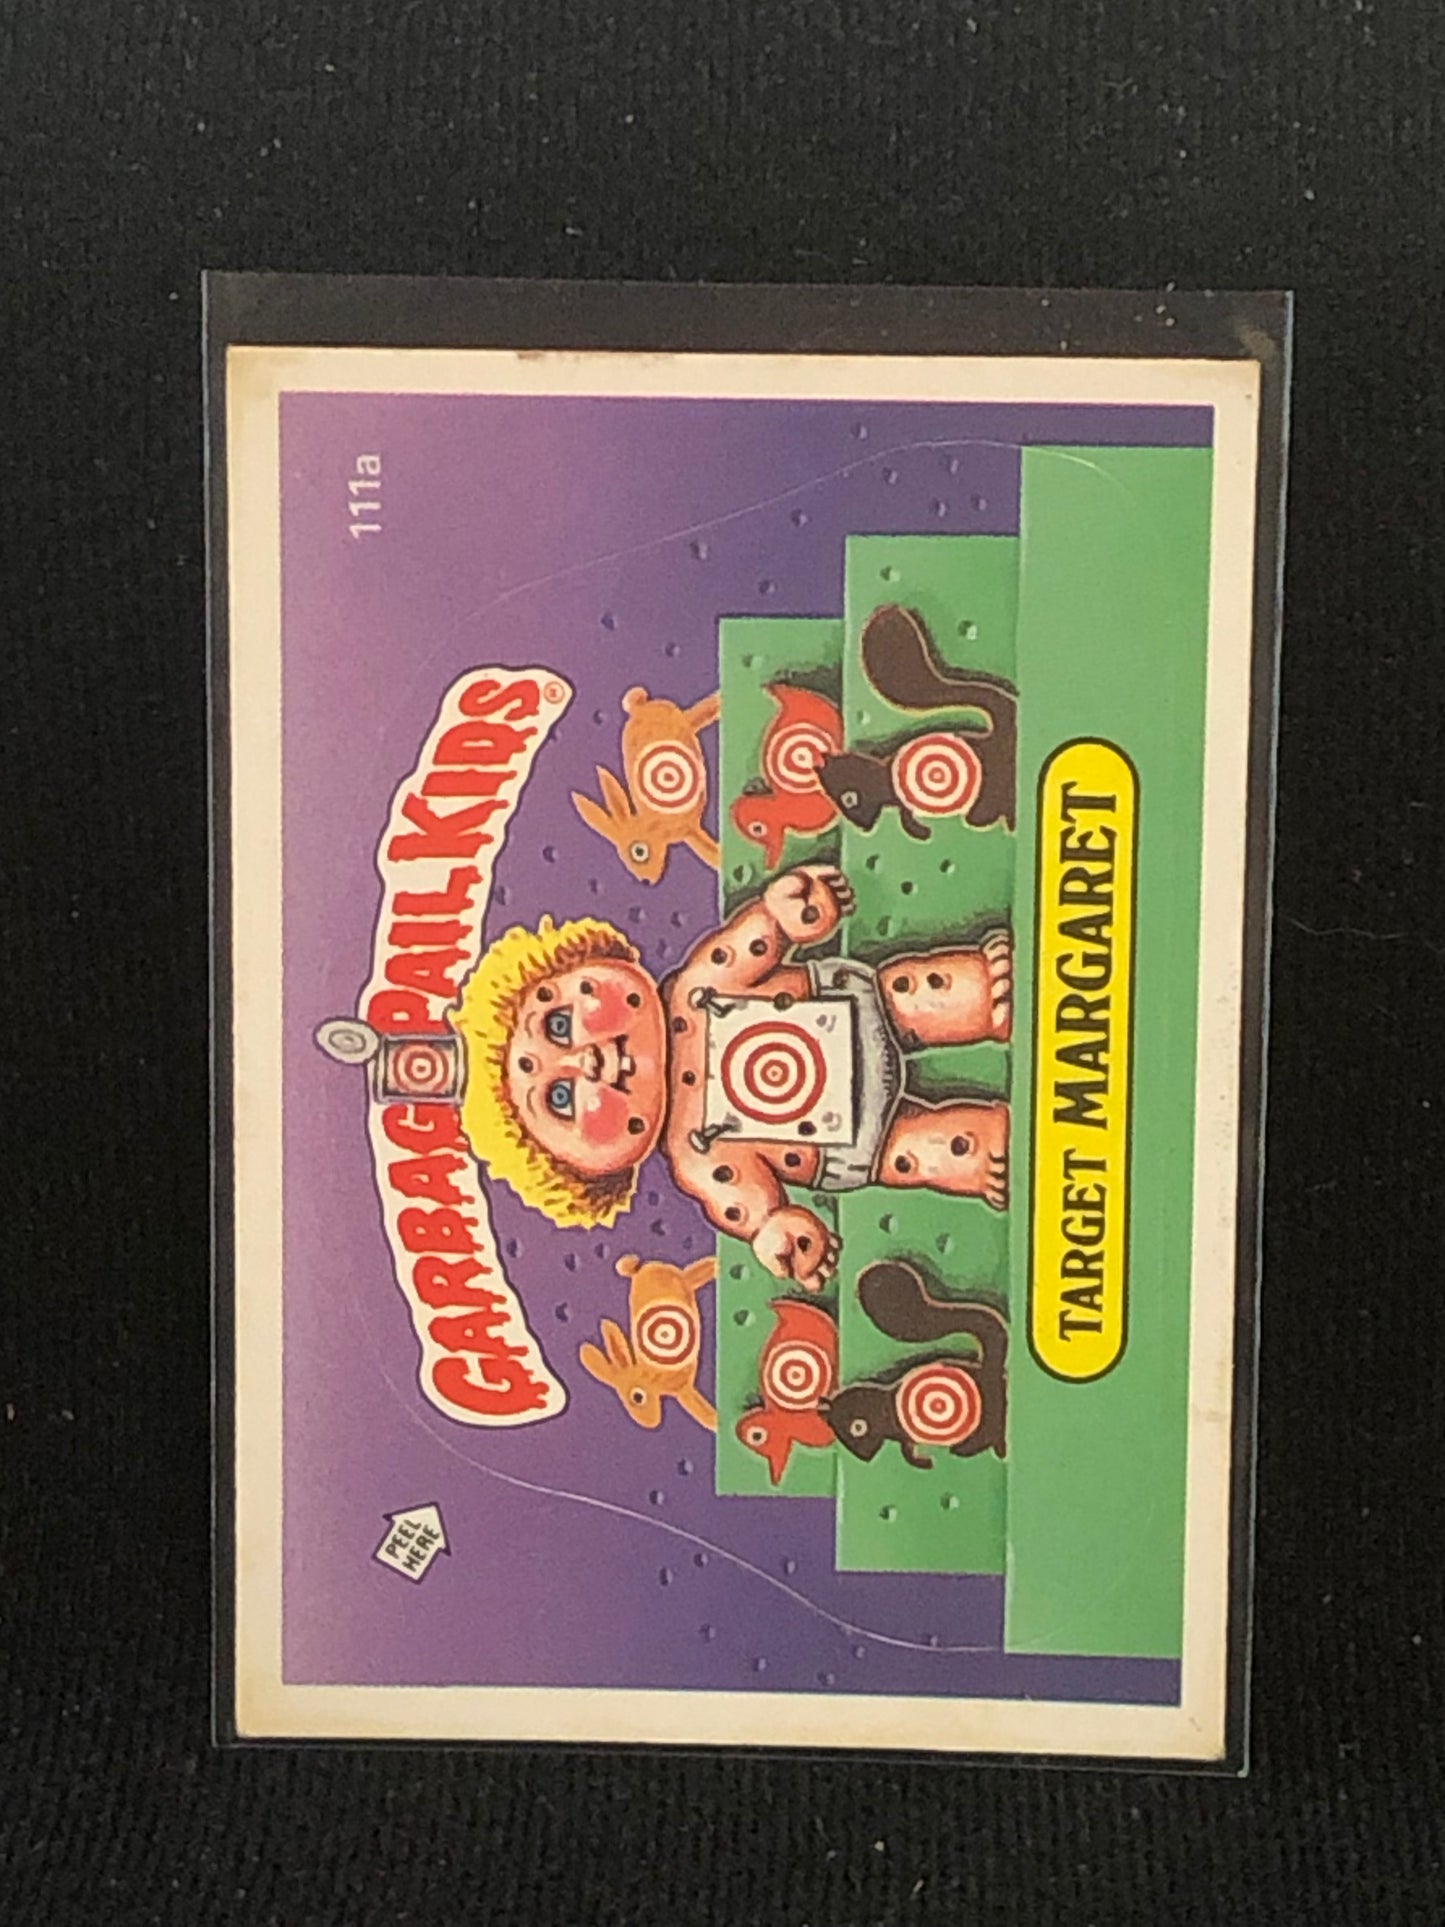 111a
GARBAGE PAIL KIDS
PEEL
HERE
TARGET MARGARET